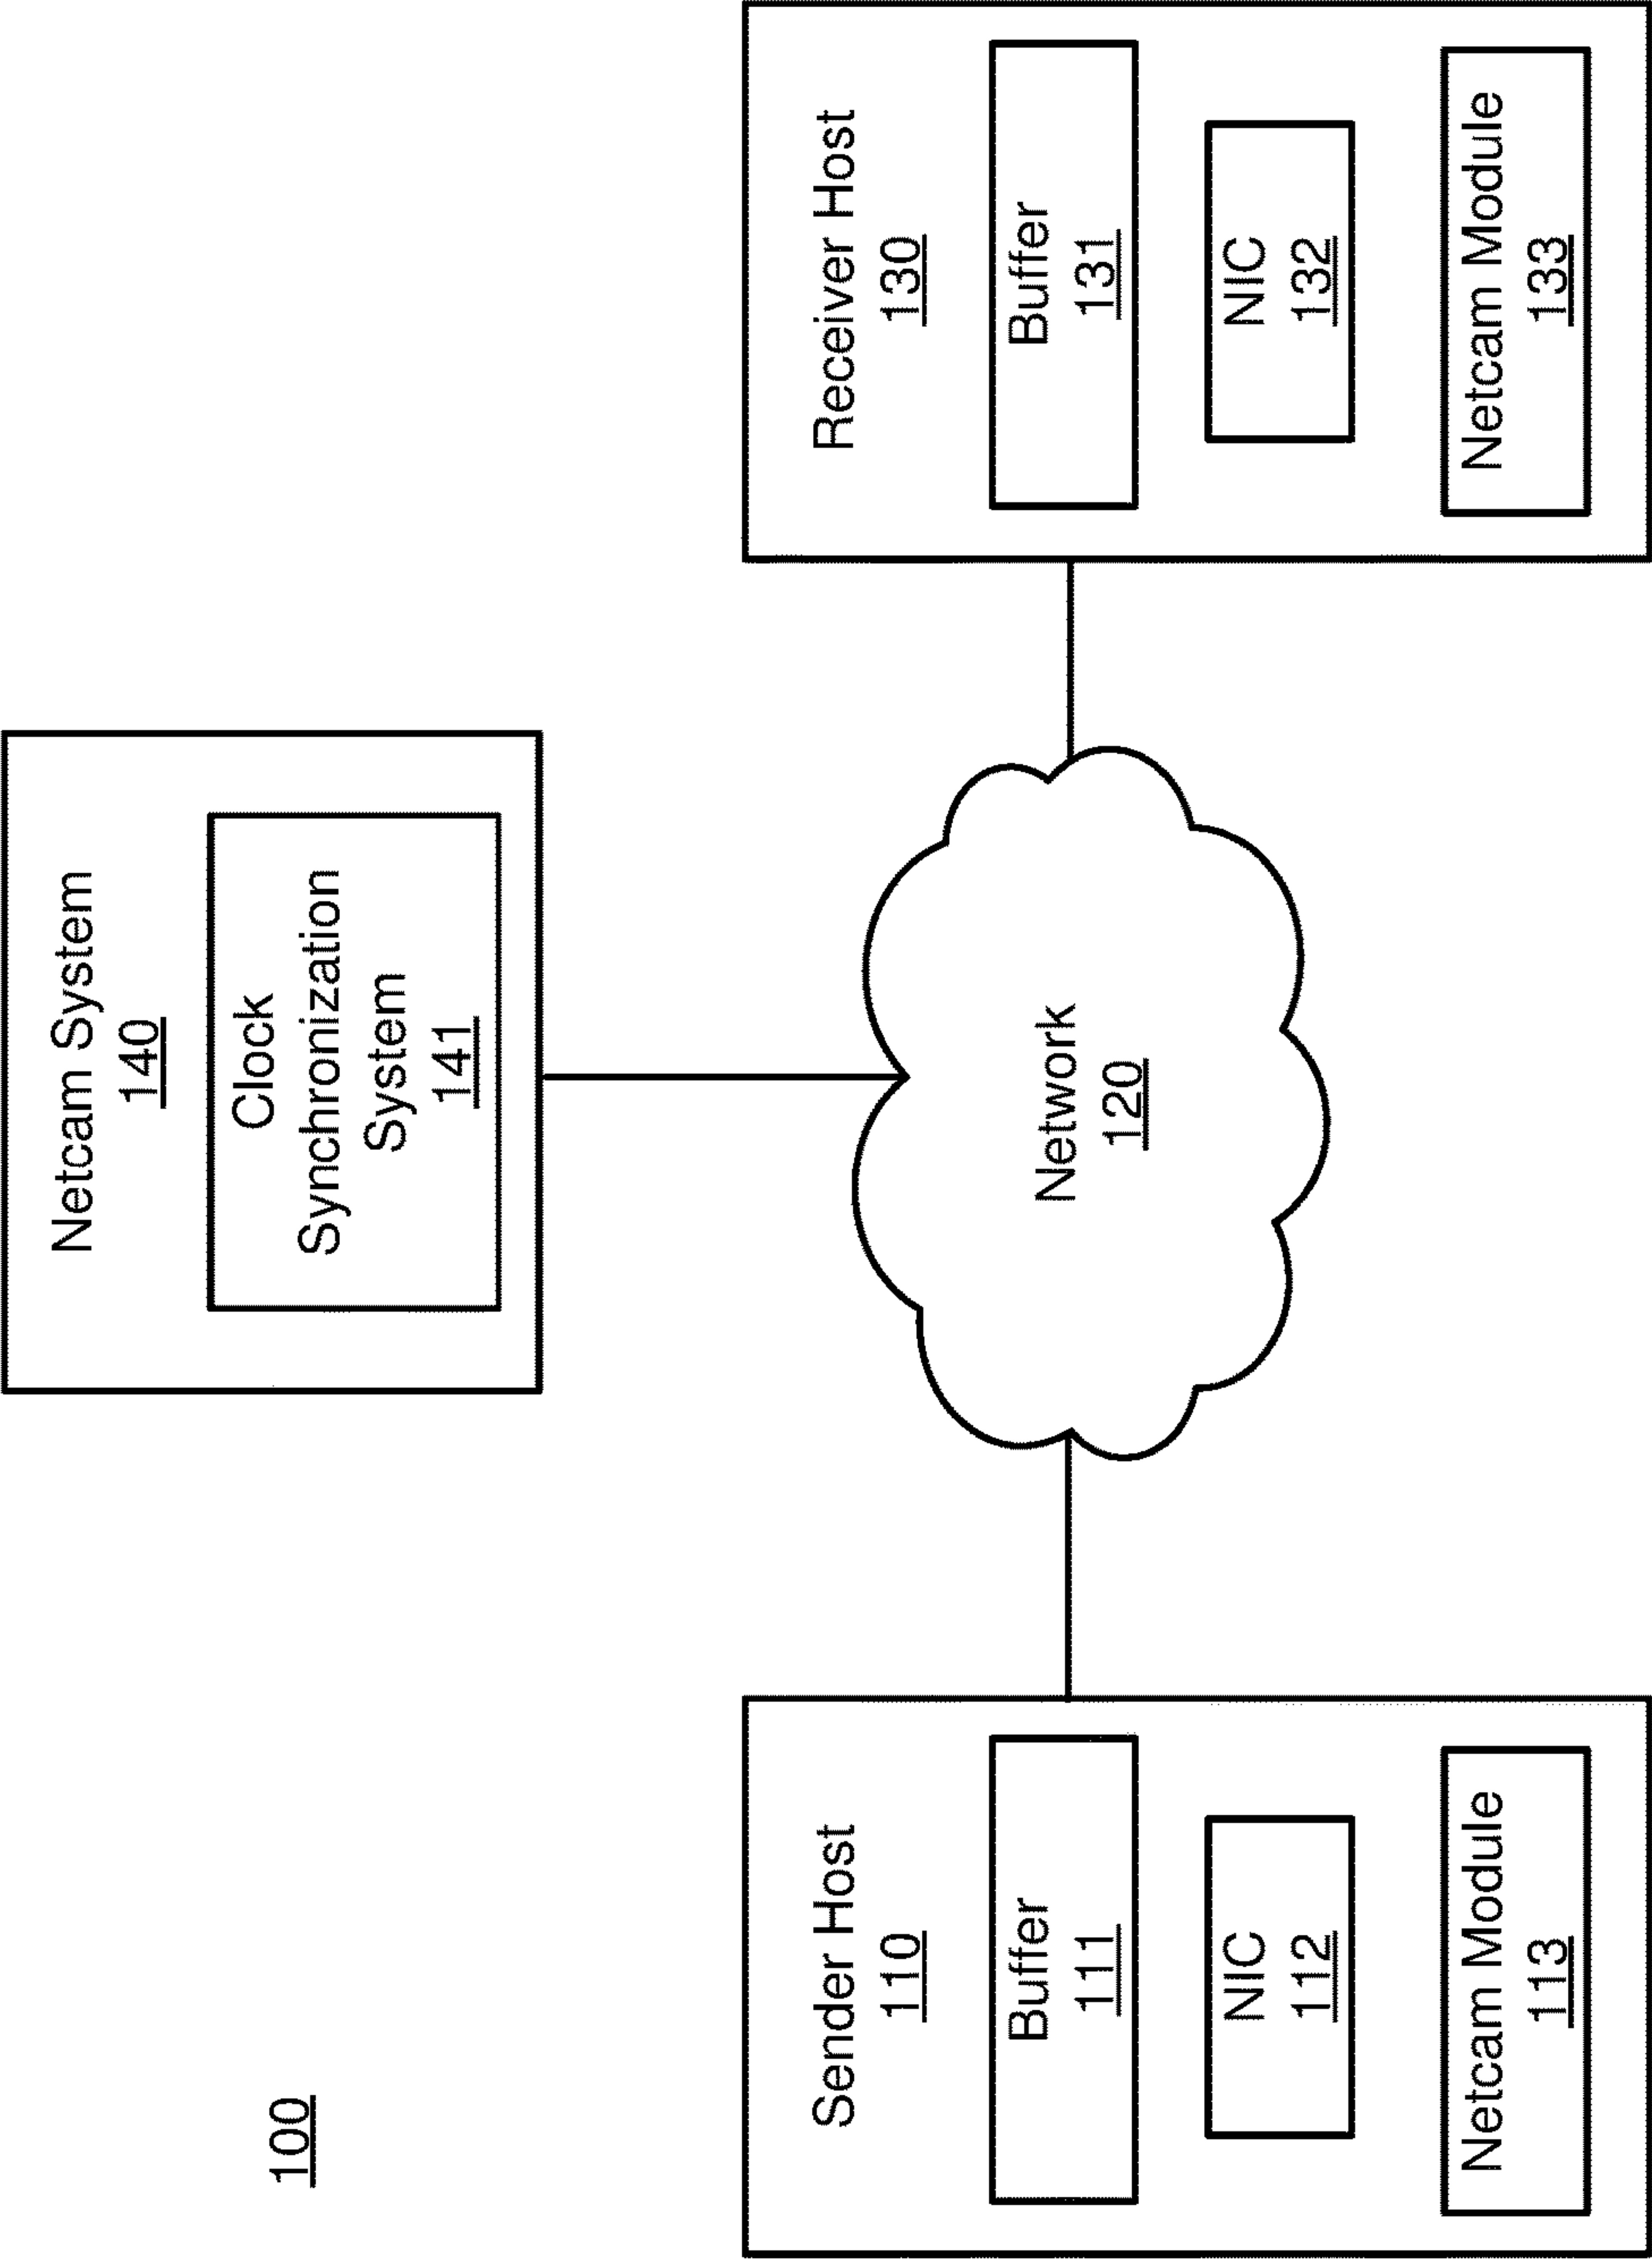 100
Netcam System
140
Clock
Synchronization
System
141
Sender Host
110
Buffer
111
NIC
112
Netcam Module
113
Network
120
Receiver Host
130
Buffer
131
NIC
132
Netcam Module
133